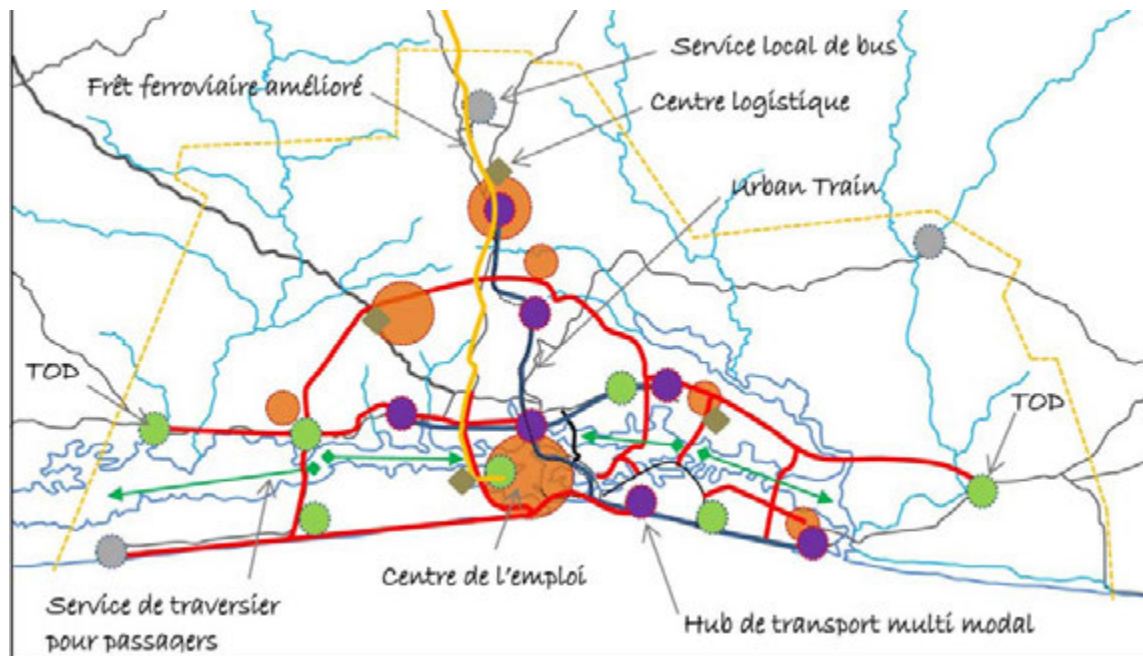 Service local de bus
Frêt ferroviaire amélioré
Centre logistique
Urban Train
TOD
TOD
Centre de l'emploi
Service de traversier
pour passagers
Hub de transport multi modal